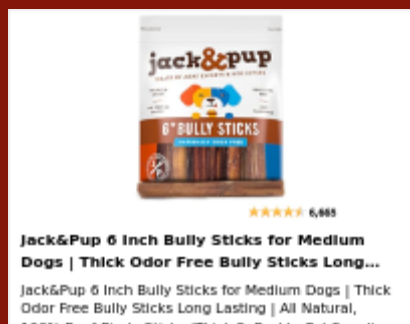 jack&pup
6" BULLY STICKS
6,665
Jack&Pup 6 Inch Bully Sticks for Medium
Dogs | Thick Odor Free Bully Sticks Long...
Jack&Pup 6 Inch Bully Sticks for Medium Dogs | Thick
Odor Free Bully Sticks Long Lasting | All Natural,